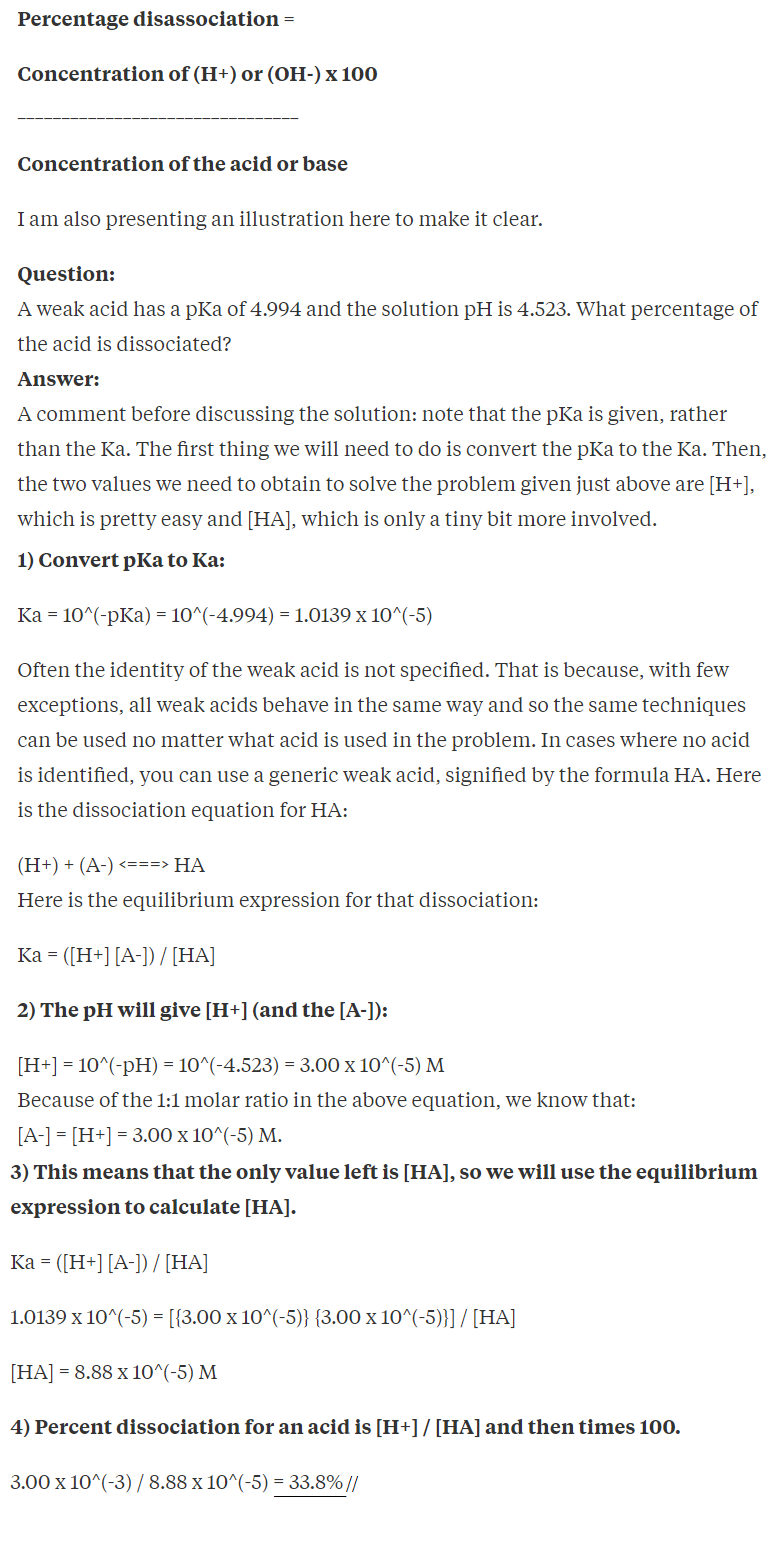 Percentage disassociation =
Concentration of (H+) or (OH-) x 100
________________________________
Concentration of the acid or base
I am also presenting an illustration here to make it clear.
Question:
A weak acid has a pKa of 4.994 and the solution pH is 4.523. What percentage of
the acid is dissociated?
Answer:
A comment before discussing the solution: note that the pKa is given, rather
than the Ka. The first thing we will need to do is convert the pKa to the Ka. Then,
the two values we need to obtain to solve the problem given just above are [H+],
which is pretty easy and [HA], which is only a tiny bit more involved.
1) Convert pKa to Ka:
Ka = 10^(-pKa) = 10^(-4.994) = 1.0139 x 10^(-5)
Often the identity of the weak acid is not specified. That is because, with few
exceptions, all weak acids behave in the same way and so the same techniques
can be used no matter what acid is used in the problem. In cases where no acid
is identified, you can use a generic weak acid, signified by the formula HA. Here
is the dissociation equation for HA:
(H+) + (A-) <===> HA
Here is the equilibrium expression for that dissociation:
Ka = ([H+] [A-]) / [HA]
2) The pH will give [H+] (and the [A-]):
[H+] = 10^(-pH) = 10^(-4.523) = 3.00 x 10^(-5) M
Because of the 1:1 molar ratio in the above equation, we know that:
[A-] = [H+] = 3.00 x 10^(-5) M.
3) This means that the only value left is [HA], so we will use the equilibrium
expression to calculate [HA].
Ka = ([H+] [A-]) / [HA]
1.0139 x 10^(-5) = [{3.00 x 10^(-5)} {3.00 x 10^(-5)}] / [HA]
[HA] = 8.88 x 10^(-5) M
4) Percent dissociation for an acid is [H+] / [HA] and then times 100.
3.00 x 10^(-3) / 8.88 x 10^(-5) = 33.8%//